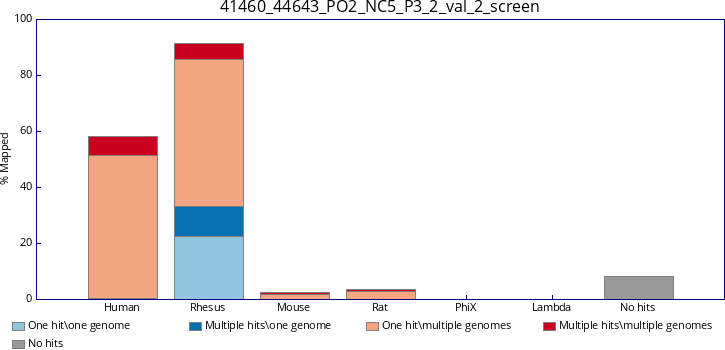 41460_44643_PO2_NC5_P3_2_val_2_screen
100
80
60
40
20
0
% Mapped
Human Rhesus Mouse Rat PhiX Lambda No hits
One hit\one genome Multiple hits\one genome One hit\multiple genomes Multiple hits\multiple genomes
No hits